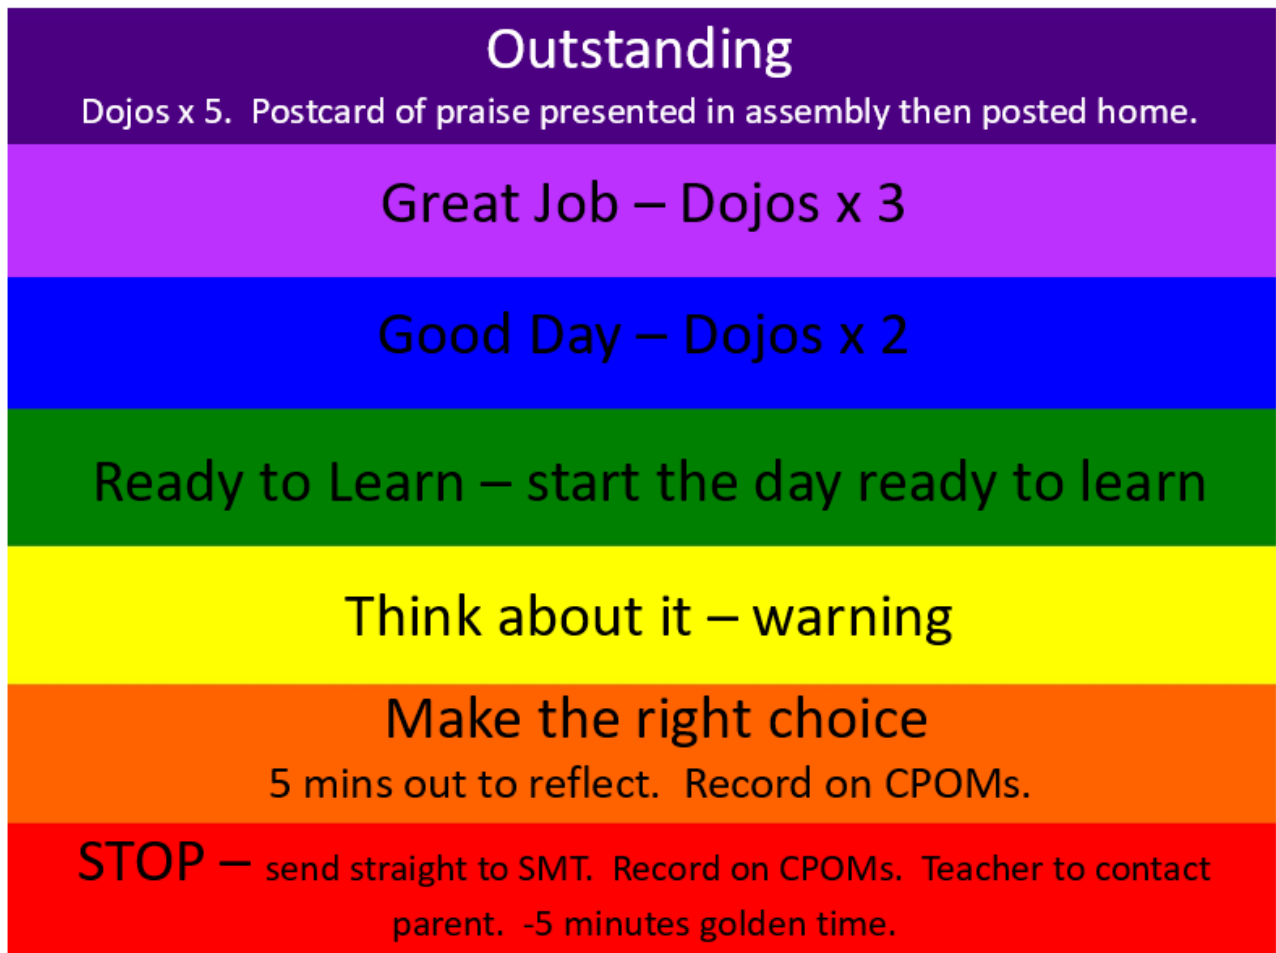 Outstanding
Dojos x 5.  Postcard of praise presented in assembly then posted home.
Great Job – Dojos x 3
Good Day – Dojos x 2
Ready to Learn – start the day ready to learn
Think about it – warning
Make the right choice
5 mins out to reflect.  Record on CPOMs.
STOP – send straight to SMT.  Record on CPOMs.  Teacher to contact
parent.  -5 minutes golden time.